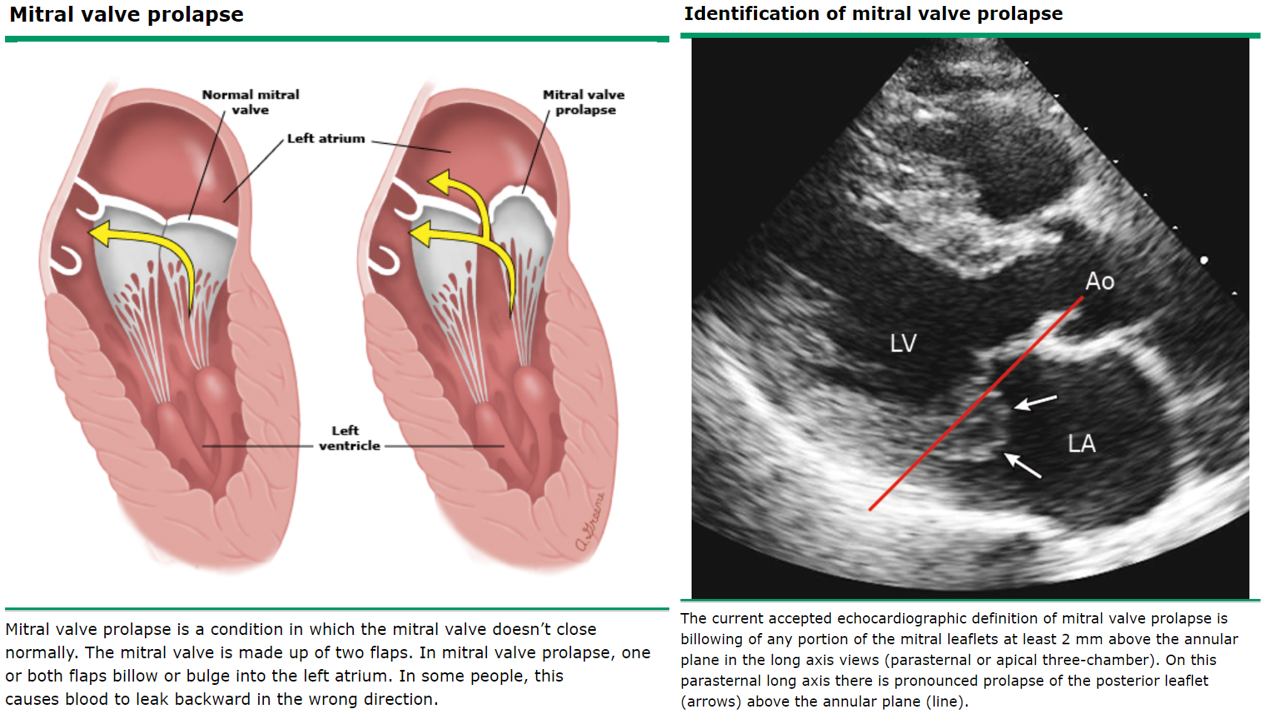 Mitral valve prolapse
Normal mitral
valve
Mitral valve
prolapse
Left atrium
Left
ventricle
A. Greene
Mitral valve prolapse is a condition in which the mitral valve doesn’t close
normally. The mitral valve is made up of two flaps. In mitral valve prolapse, one
or both flaps billow or bulge into the left atrium. In some people, this
causes blood to leak backward in the wrong direction.
Identification of mitral valve prolapse
Ao
LV
LA
The current accepted echocardiographic definition of mitral valve prolapse is
billowing of any portion of the mitral leaflets at least 2 mm above the annular
plane in the long axis views (parasternal or apical three-chamber). On this
parasternal long axis there is pronounced prolapse of the posterior leaflet
(arrows) above the annular plane (line).